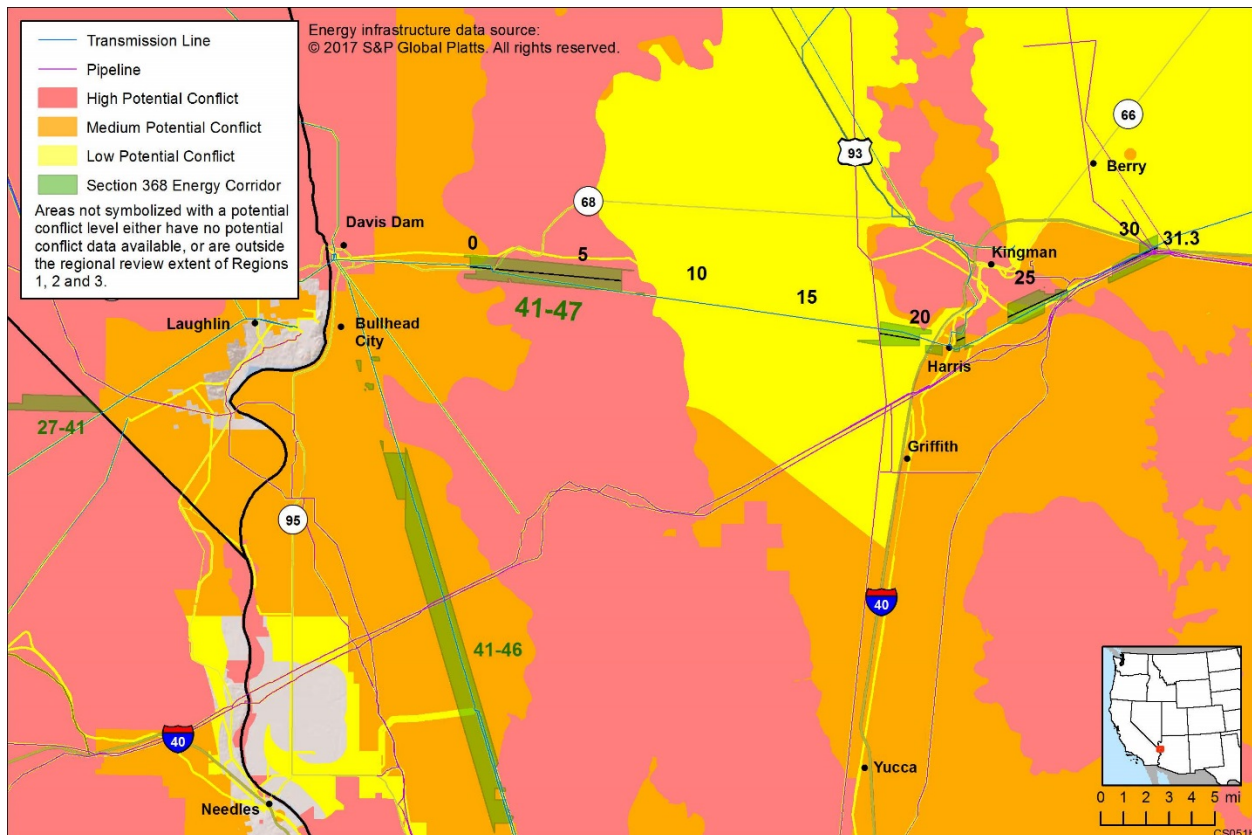 Transmission Line
Pipeline
High Potential Conflict
Medium Potential Conflict
Low Potential Conflict
Section 368 Energy Corridor
Areas not symbolized with a potential
conflict level either have no potential
conflict data available, or are outside
the regional review extent of Regions
1, 2 and 3.
Energy infrastructure data source:
© 2017 S&P Global Platts. All rights reserved.
66
93
Berry
68
Davis Dam
0
5
10
15
20
25
30
31.3
Kingman
41-47
Laughlin
Bullhead
City
Harris
27-41
Griffith
95
40
41-46
40
Yucca
Needles
0 1 2 3 4 5 mi